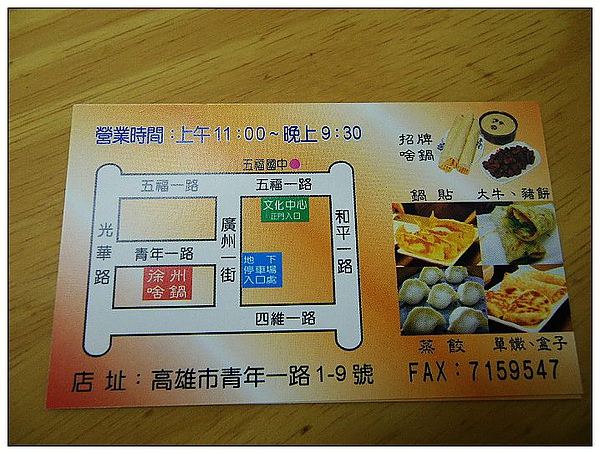 營業時間:上午11:00~晚上9:30
五福國中
五福一路
五福一路
文化中心
正門入口
光華路
廣州一街
和平一路
青年一路
徐州
啥鍋
地下
停車場
入口處
四維一路
店址:高雄市青年一路1-9號
招牌
啥鍋
鍋貼
大牛、豬餅
蒸餃
單燉、盒子
FAX:7159547